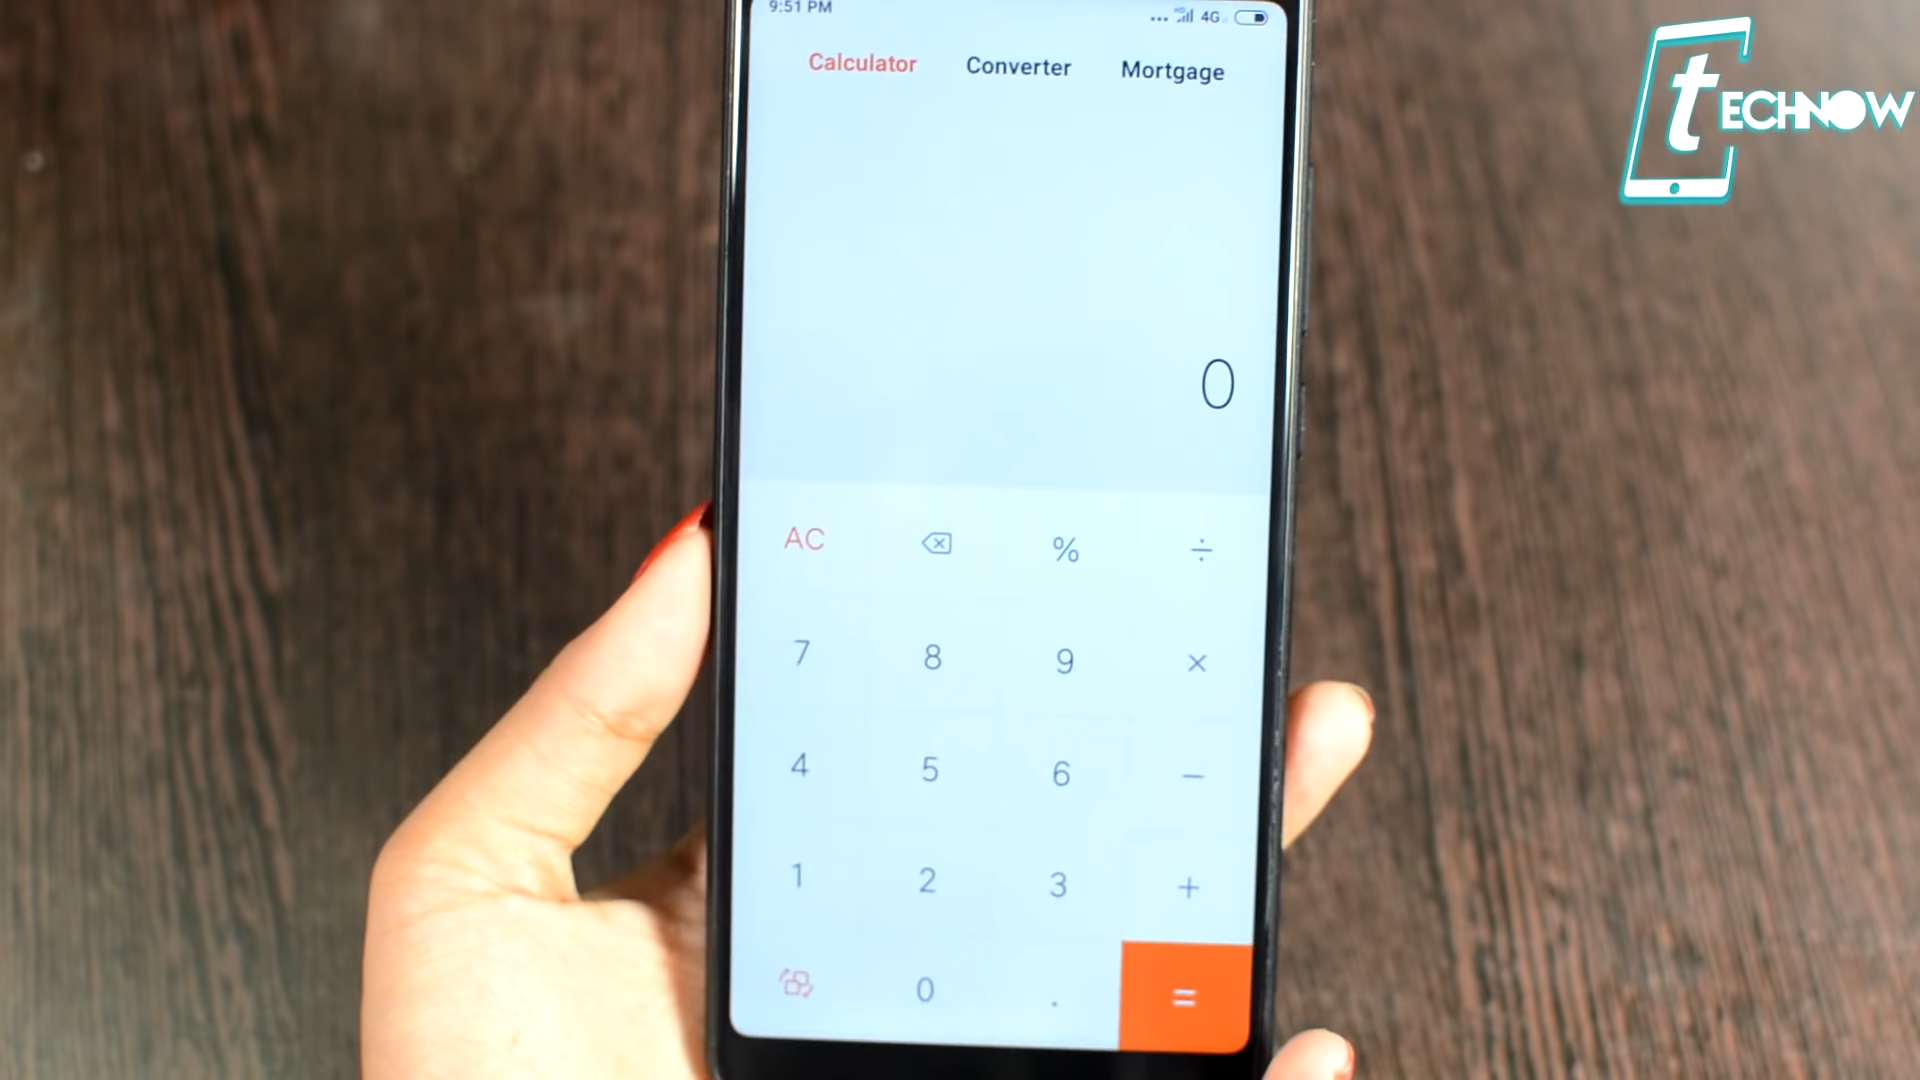 9:51 PM 4G
Calculator Converter Mortgage
tECHNOW
0
AC % ÷
7 8 9 ×
4 5 6 −
1 2 3 +
0 . =